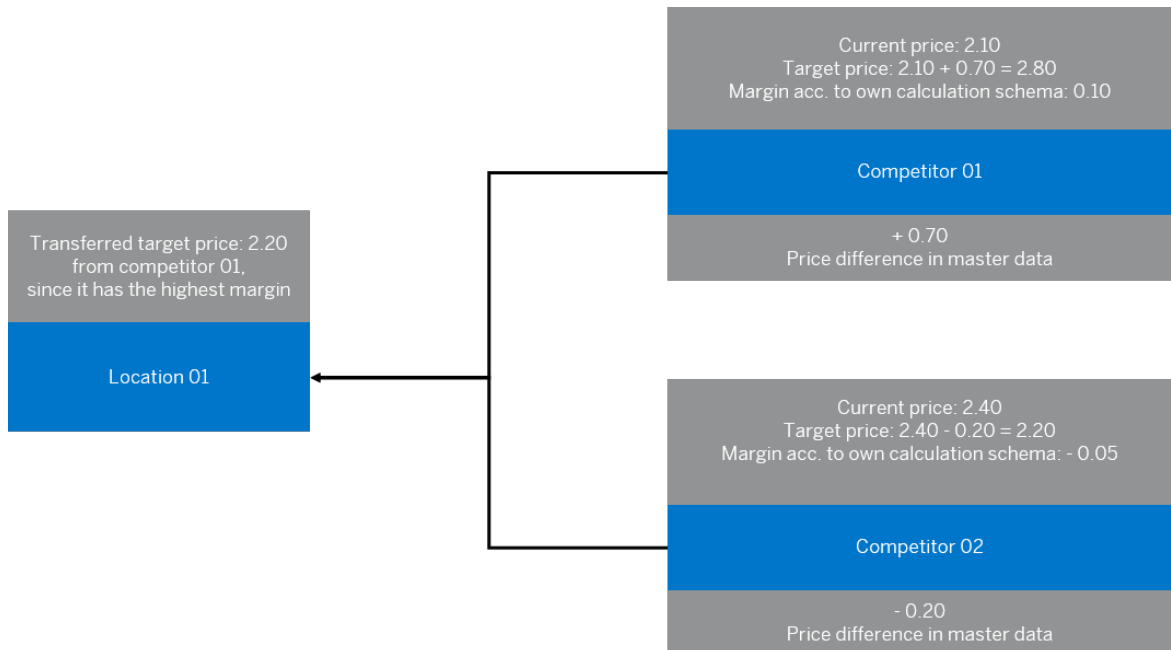 Current price: 2.10
Target price: 2.10 + 0.70 = 2.80
Margin acc. to own calculation schema: 0.10
Competitor 01
+ 0.70
Price difference in master data
Transferred target price: 2.20
from competitor 01,
since it has the highest margin
Location 01
Current price: 2.40
Target price: 2.40 - 0.20 = 2.20
Margin acc. to own calculation schema: - 0.05
Competitor 02
- 0.20
Price difference in master data